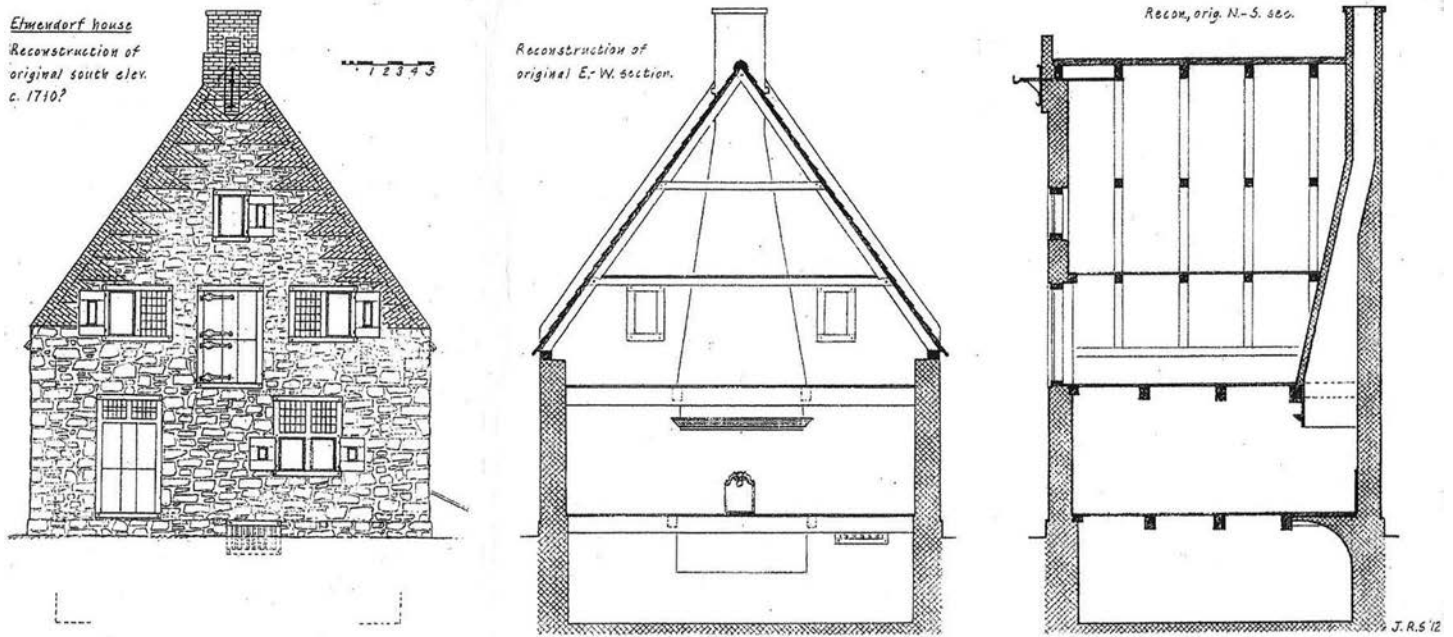 Elmendorf house
Reconstruction of
original south elev.
c. 1710?
1 2 3 4 5
Reconstruction of
original E.-W. section.
Recon., orig. N.-S. sec.
J.R.S '12